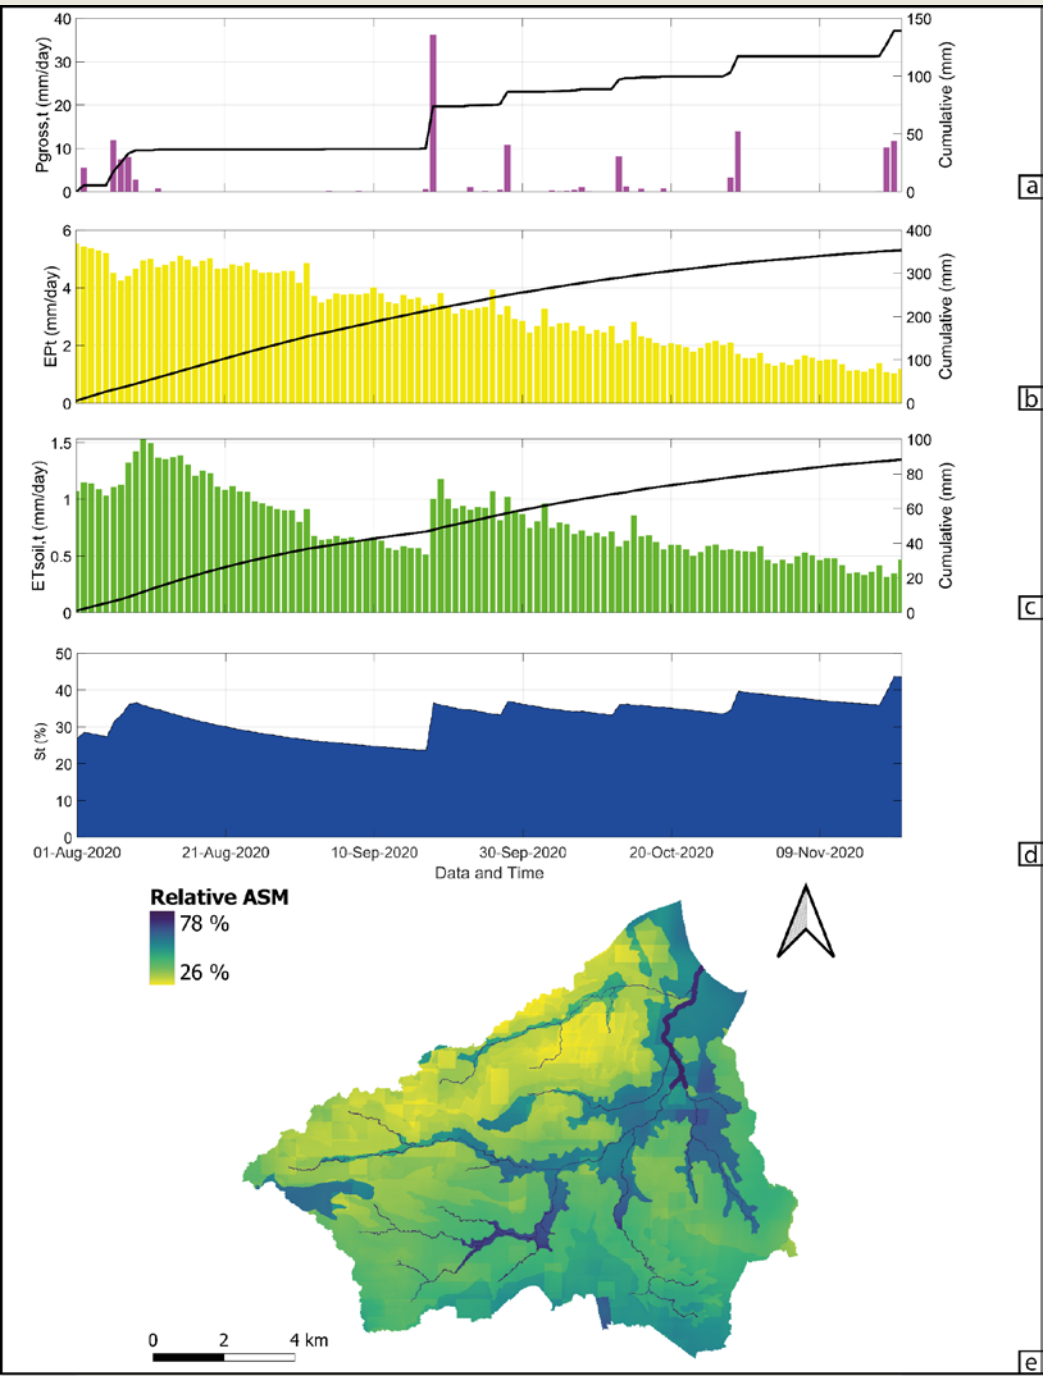 40
30
20
10
0
Pgross,t (mm/day)
150
100
50
0
Cumulative (mm)
a
6
4
2
0
EPt (mm/day)
400
300
200
100
0
Cumulative (mm)
b
1.5
1
0.5
0
ETsoil,t (mm/day)
100
80
60
40
20
0
Cumulative (mm)
c
50
40
30
20
10
0
St (%)
01-Aug-2020 21-Aug-2020 10-Sep-2020 30-Sep-2020 20-Oct-2020 09-Nov-2020
Data and Time
d
Relative ASM
78 %
26 %
0 2 4 km
e